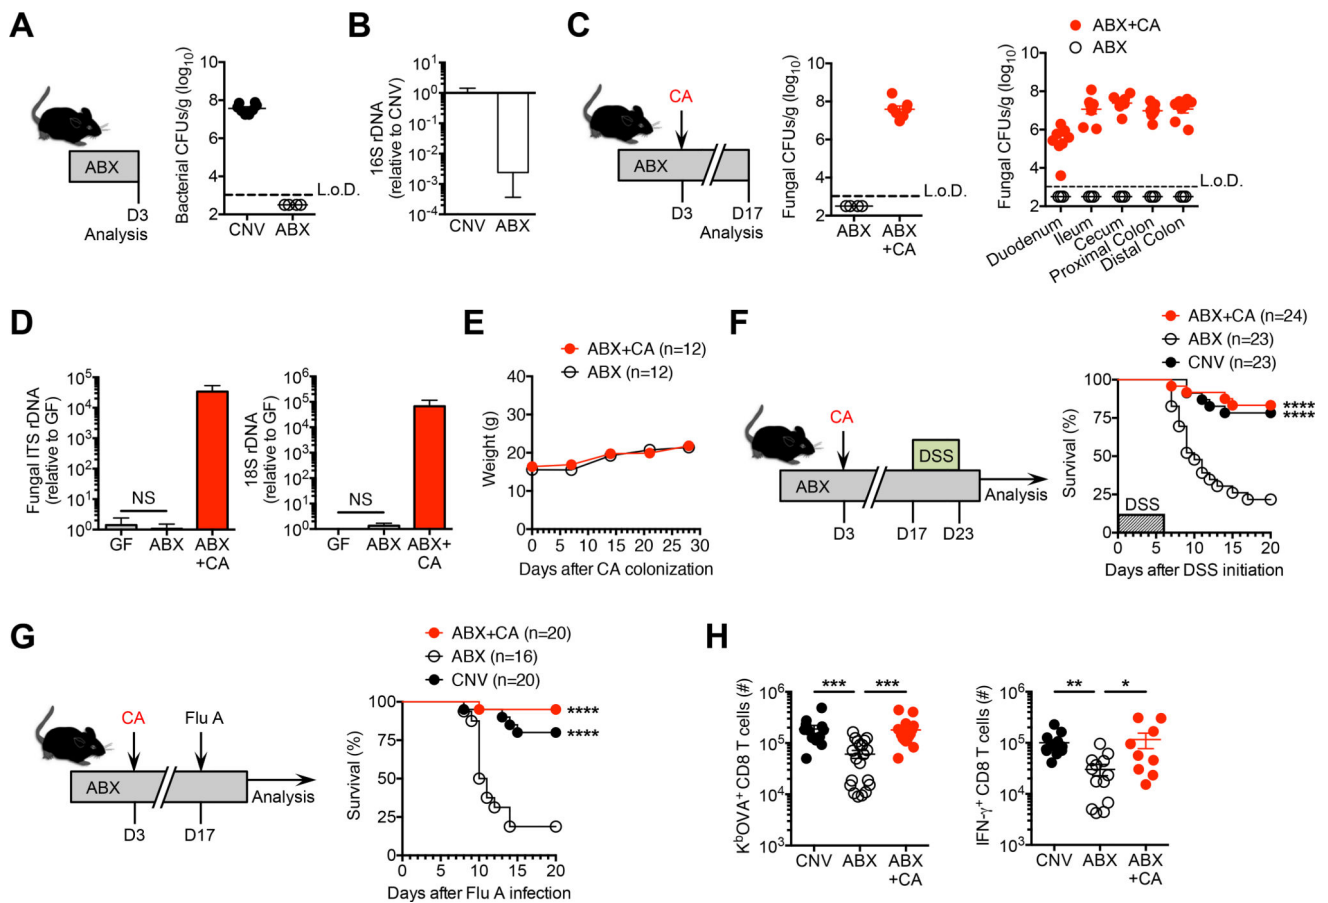 A
ABX
D3
Analysis
Bacterial CFUs/g (log10)
10
8
6
4
2
L.o.D.
CNV ABX
B
16S rDNA
(relative to CNV)
10^1
10^0
10^-1
10^-2
10^-3
10^-4
CNV ABX
C
CA
ABX
D3 D17
Analysis
Fungal CFUs/g (log10)
10
8
6
4
2
L.o.D.
ABX ABX
+CA
ABX+CA
ABX
Fungal CFUs/g (log10)
10
8
6
4
2
L.o.D.
Duodenum
Ileum
Cecum
Proximal Colon
Distal Colon
D
Fungal ITS rDNA
(relative to GF)
10^5
10^4
10^3
10^2
10^1
10^0
NS
GF ABX ABX
+CA
18S rDNA
(relative to GF)
10^6
10^5
10^4
10^3
10^2
10^1
10^0
NS
GF ABX ABX+
CA
E
ABX+CA (n=12)
ABX (n=12)
Weight (g)
40
30
20
10
0
0 5 10 15 20 25 30
Days after CA colonization
F
CA
ABX
DSS
Analysis
D3 D17 D23
ABX+CA (n=24)
ABX (n=23)
CNV (n=23)
Survival (%)
100
75
50
25
0
****
****
DSS
0 5 10 15 20
Days after DSS initiation
G
CA Flu A
ABX
Analysis
D3 D17
ABX+CA (n=20)
ABX (n=16)
CNV (n=20)
Survival (%)
100
75
50
25
0
****
****
0 4 8 12 16 20
Days after Flu A infection
H
KbOVA+ CD8 T cells (#)
10^6
10^5
10^4
10^3
*** ***
CNV ABX ABX
+CA
IFN-γ+ CD8 T cells (#)
10^6
10^5
10^4
10^3
** *
CNV ABX ABX
+CA